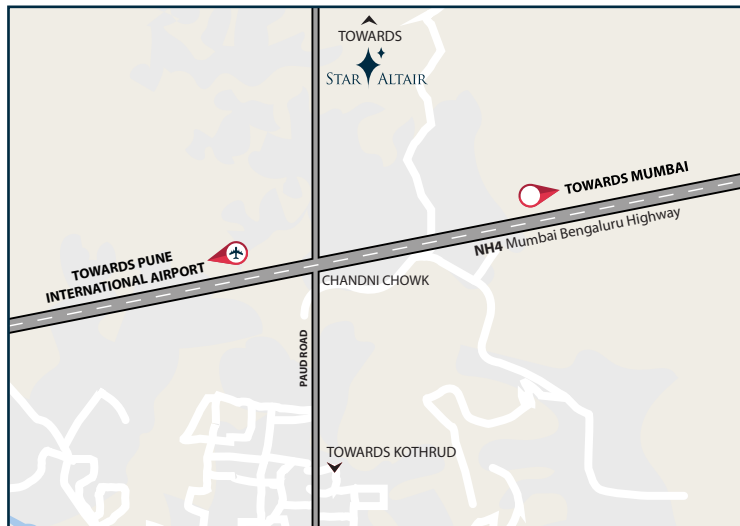 TOWARDS
STAR ALTAIR
TOWARDS MUMBAI
NH4 Mumbai Bengaluru Highway
TOWARDS PUNE
INTERNATIONAL AIRPORT
CHANDNI CHOWK
PAUD ROAD
TOWARDS KOTHRUD